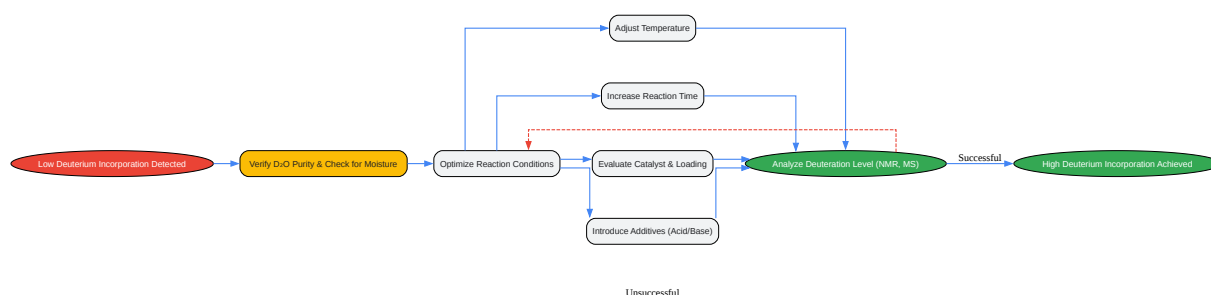 Adjust Temperature
Increase Reaction Time
Low Deuterium Incorporation Detected
Verify D₂O Purity & Check for Moisture
Optimize Reaction Conditions
Evaluate Catalyst & Loading
Analyze Deuteration Level (NMR, MS)
Successful
High Deuterium Incorporation Achieved
Introduce Additives (Acid/Base)
Unsuccessful